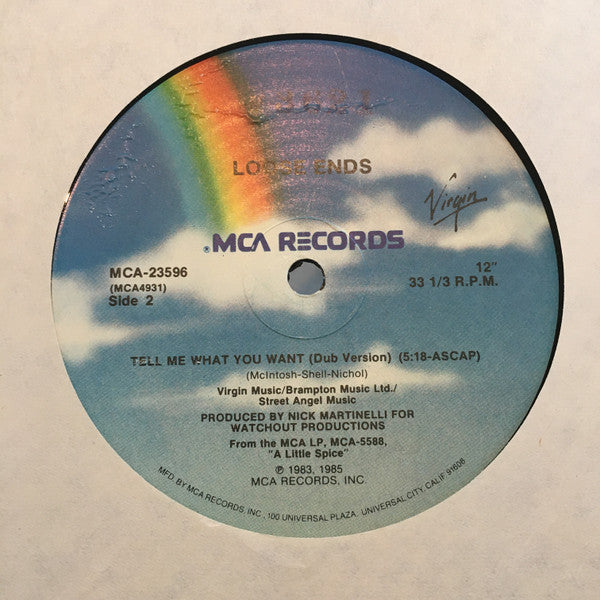 LOOSE ENDS
Virgin
®MCA RECORDS
MCA-23596
(MCA4931)
Side 2
12"
33 1/3 R.P.M.
TELL ME WHAT YOU WANT (Dub Version) (5:18-ASCAP)
(McIntosh-Shell-Nichol)
Virgin Music/Brampton Music Ltd./
Street Angel Music
PRODUCED BY NICK MARTINELLI FOR
WATCHOUT PRODUCTIONS
From the MCA LP, MCA-5588,
"A Little Spice"
℗ 1983, 1985
MCA RECORDS, INC.
MFD. BY MCA RECORDS, INC., 100 UNIVERSAL PLAZA, UNIVERSAL CITY, CALIF 91608